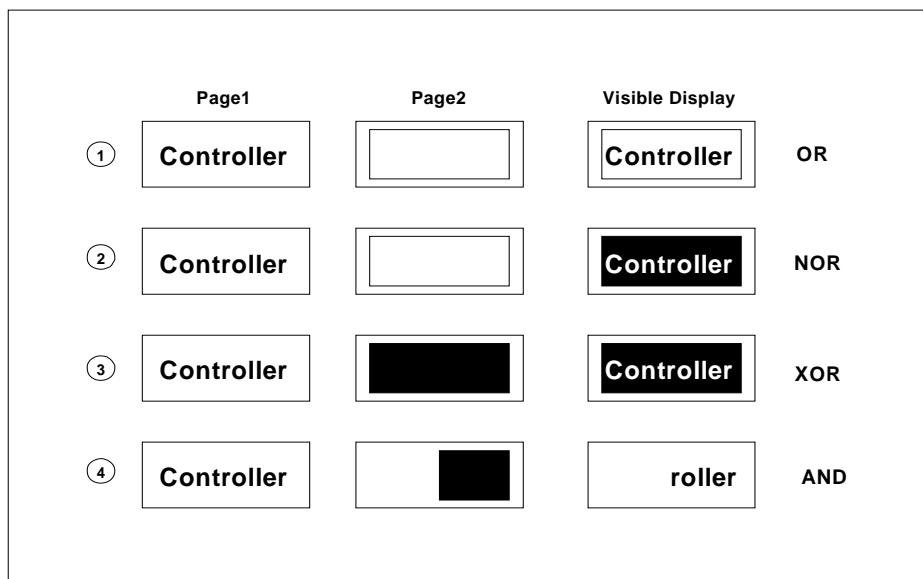 Page1 Page2 Visible Display
1 Controller Controller OR
2 Controller Controller NOR
3 Controller Controller XOR
4 Controller roller AND